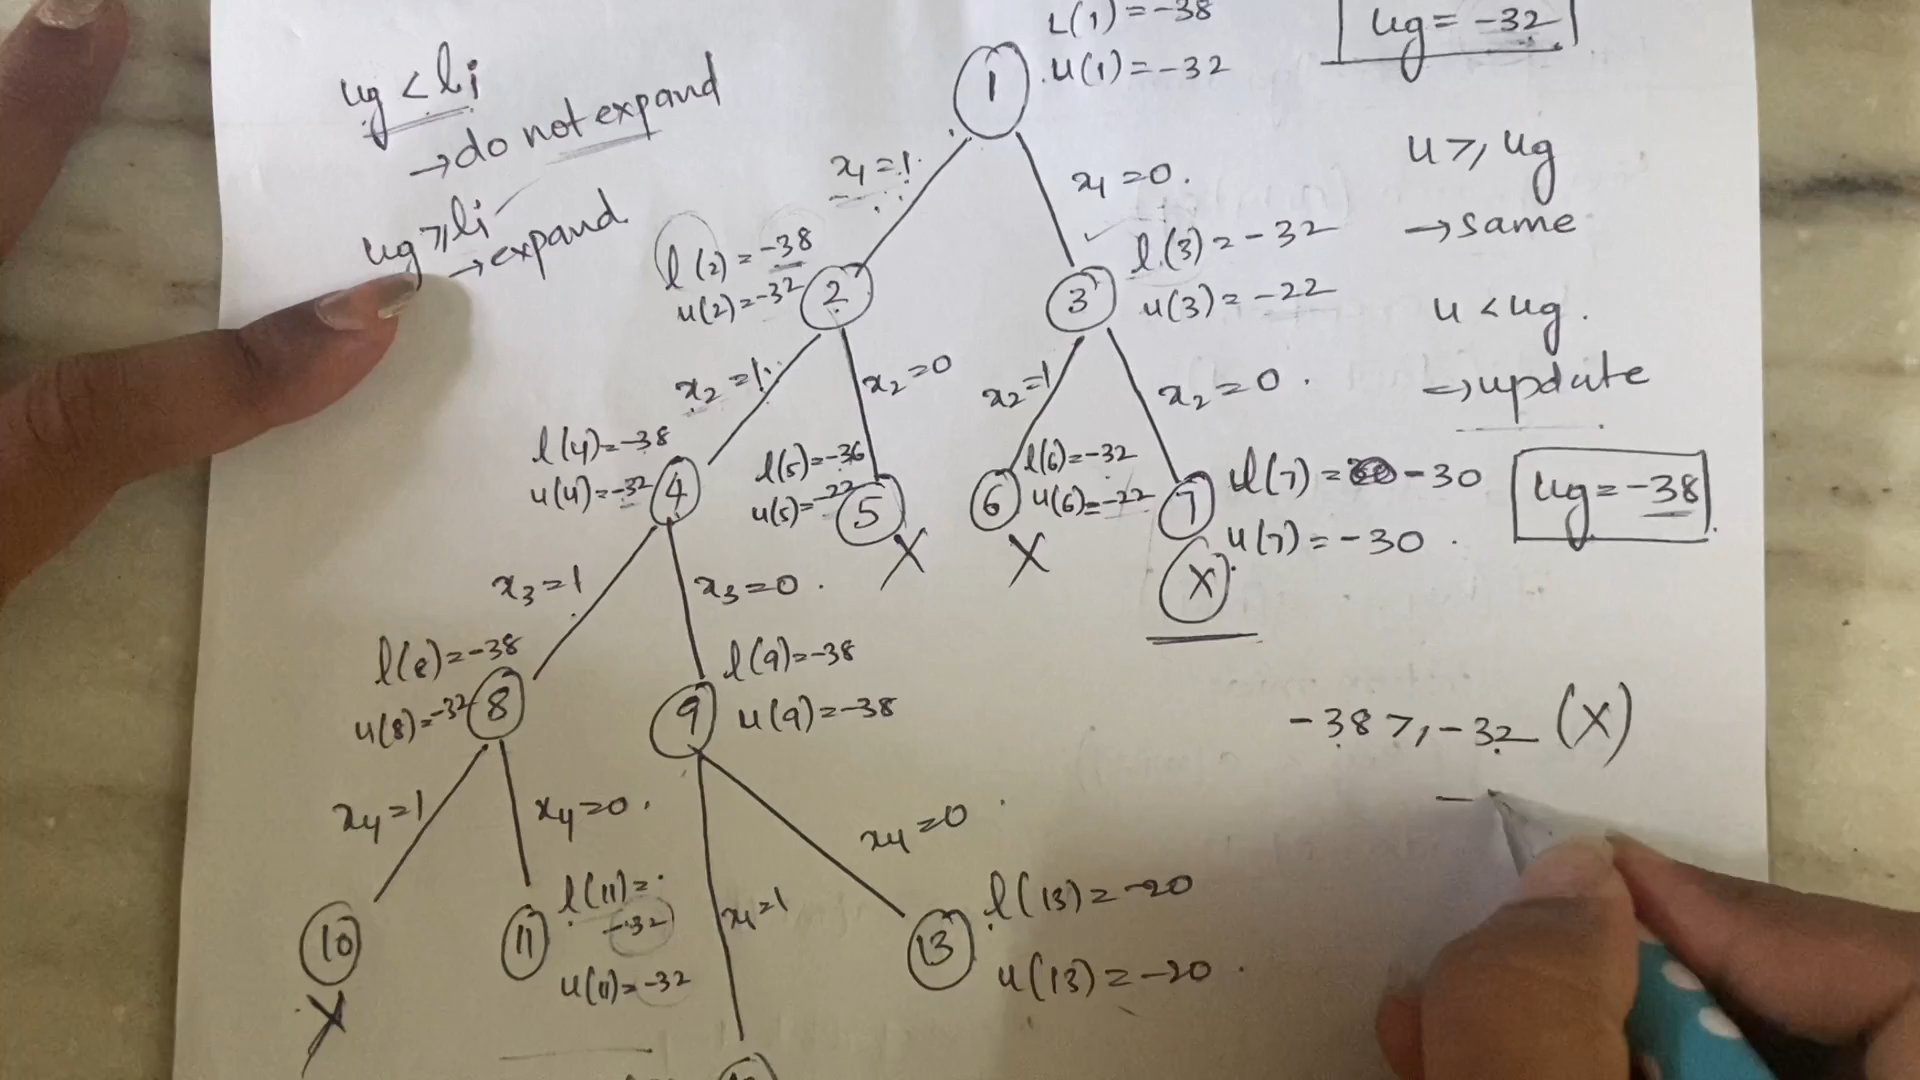 L(1) = -38
u(1) = -32
1
ug = -32
ug < li
→ do not expand
ug ≥ li
→ expand
u ≥ ug
→ same
u < ug.
→ update
ug = -38
x1 = 1
x1 = 0.
l(2) = -38
u(2) = -32
2
3
l(3) = -32
u(3) = -22
x2 = 1
x2 = 0
x2 = 1
x2 = 0.
l(4) = -38
u(4) = -32
4
l(5) = -36
u(5) = -22
5
l(6) = -32
u(6) = -22
6
7
l(7) = -30
u(7) = -30
X
X
X
x3 = 1
x3 = 0.
l(8) = -38
u(8) = -32
8
9
l(9) = -38
u(9) = -38
-38 ≥ -32 (X)
x4 = 1
x4 = 0.
x4 = 1
x4 = 0
10
X
11
l(11) =
-32
u(11) = -32
13
l(13) = -20
u(13) = -20